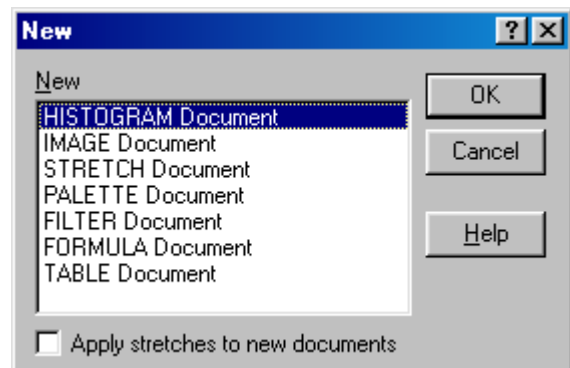 New
New
HISTOGRAM Document
IMAGE Document
STRETCH Document
PALETTE Document
FILTER Document
FORMULA Document
TABLE Document
OK
Cancel
Help
Apply stretches to new documents